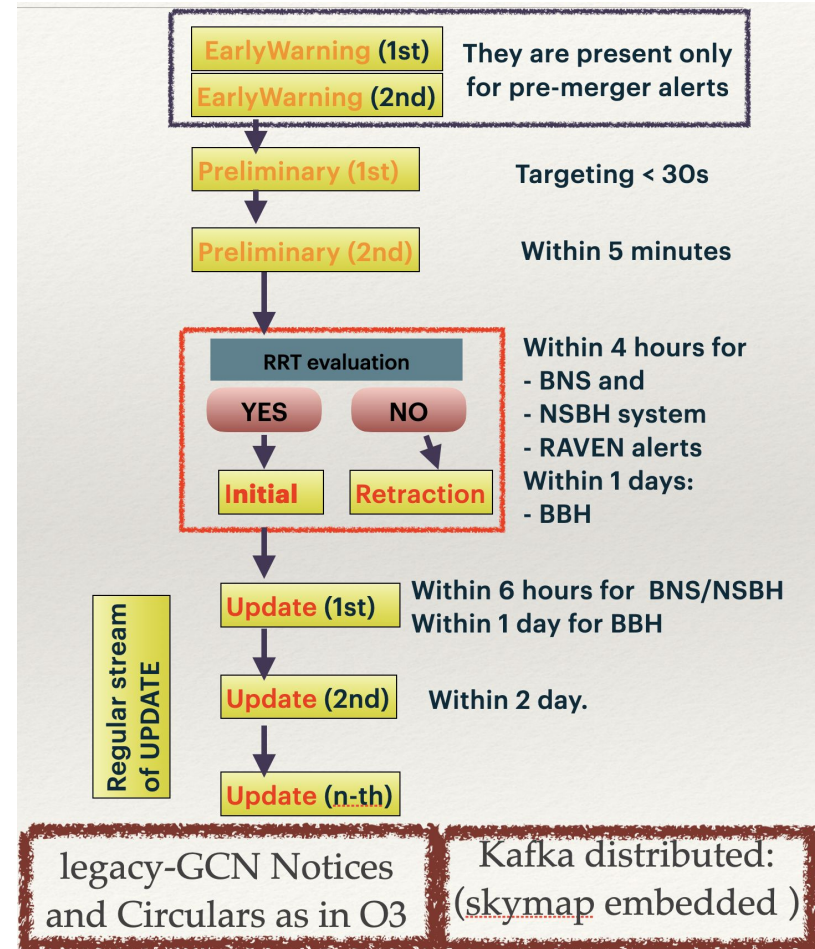 EarlyWarning (1st)
EarlyWarning (2nd)
They are present only
for pre-merger alerts
Preliminary (1st)
Targeting < 30s
Preliminary (2nd)
Within 5 minutes
RRT evaluation
YES
NO
Initial
Retraction
Within 4 hours for
- BNS and
- NSBH system
- RAVEN alerts
Within 1 days:
- BBH
Regular stream
of UPDATE
Update (1st)
Within 6 hours for BNS/NSBH
Within 1 day for BBH
Update (2nd)
Within 2 day.
Update (n-th)
legacy-GCN Notices
and Circulars as in O3
Kafka distributed:
(skymap embedded )